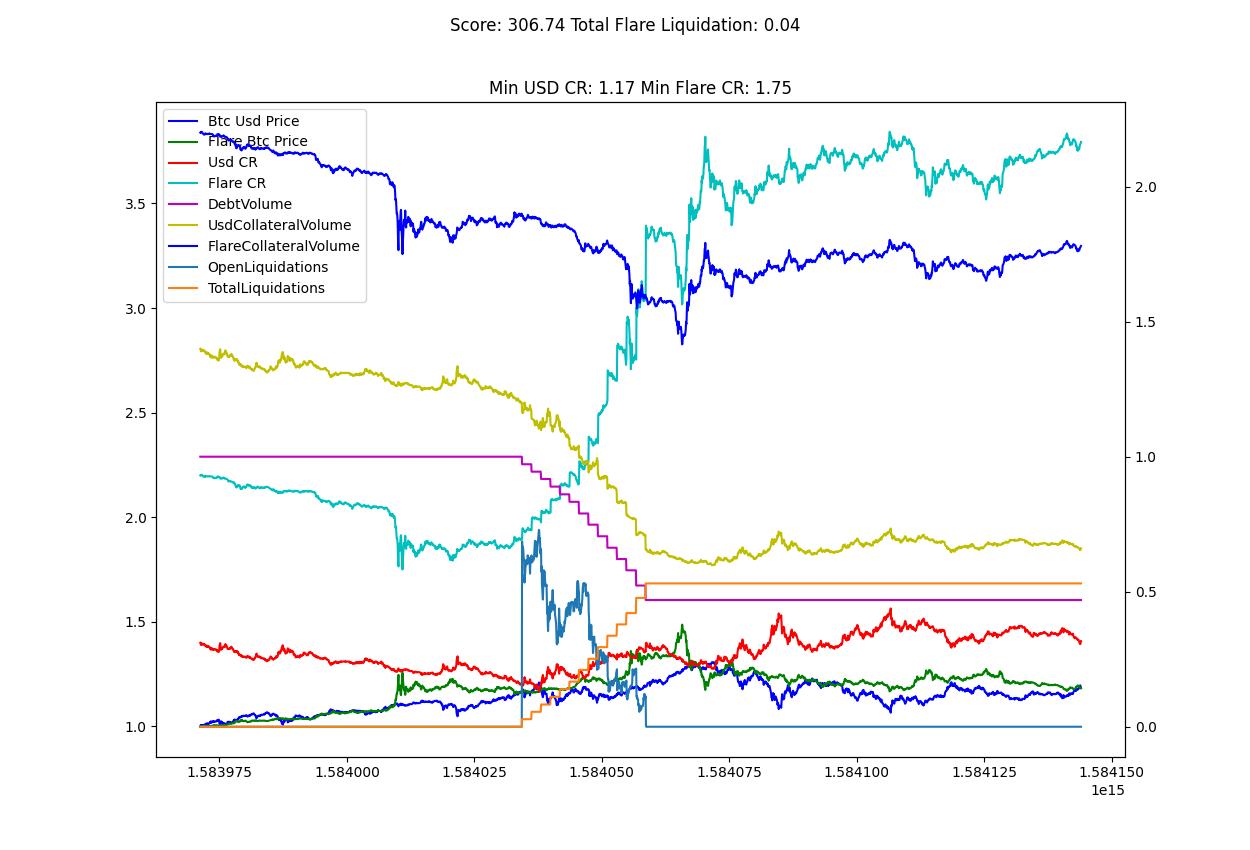 Score: 306.74 Total Flare Liquidation: 0.04
Min USD CR: 1.17 Min Flare CR: 1.75
Btc Usd Price
Flare Btc Price
Usd CR
Flare CR
DebtVolume
UsdCollateralVolume
FlareCollateralVolume
OpenLiquidations
TotalLiquidations
3.5
3.0
2.5
2.0
1.5
1.0
2.0
1.5
1.0
0.5
0.0
1.583975 1.584000 1.584025 1.584050 1.584075 1.584100 1.584125 1.584150
1e15